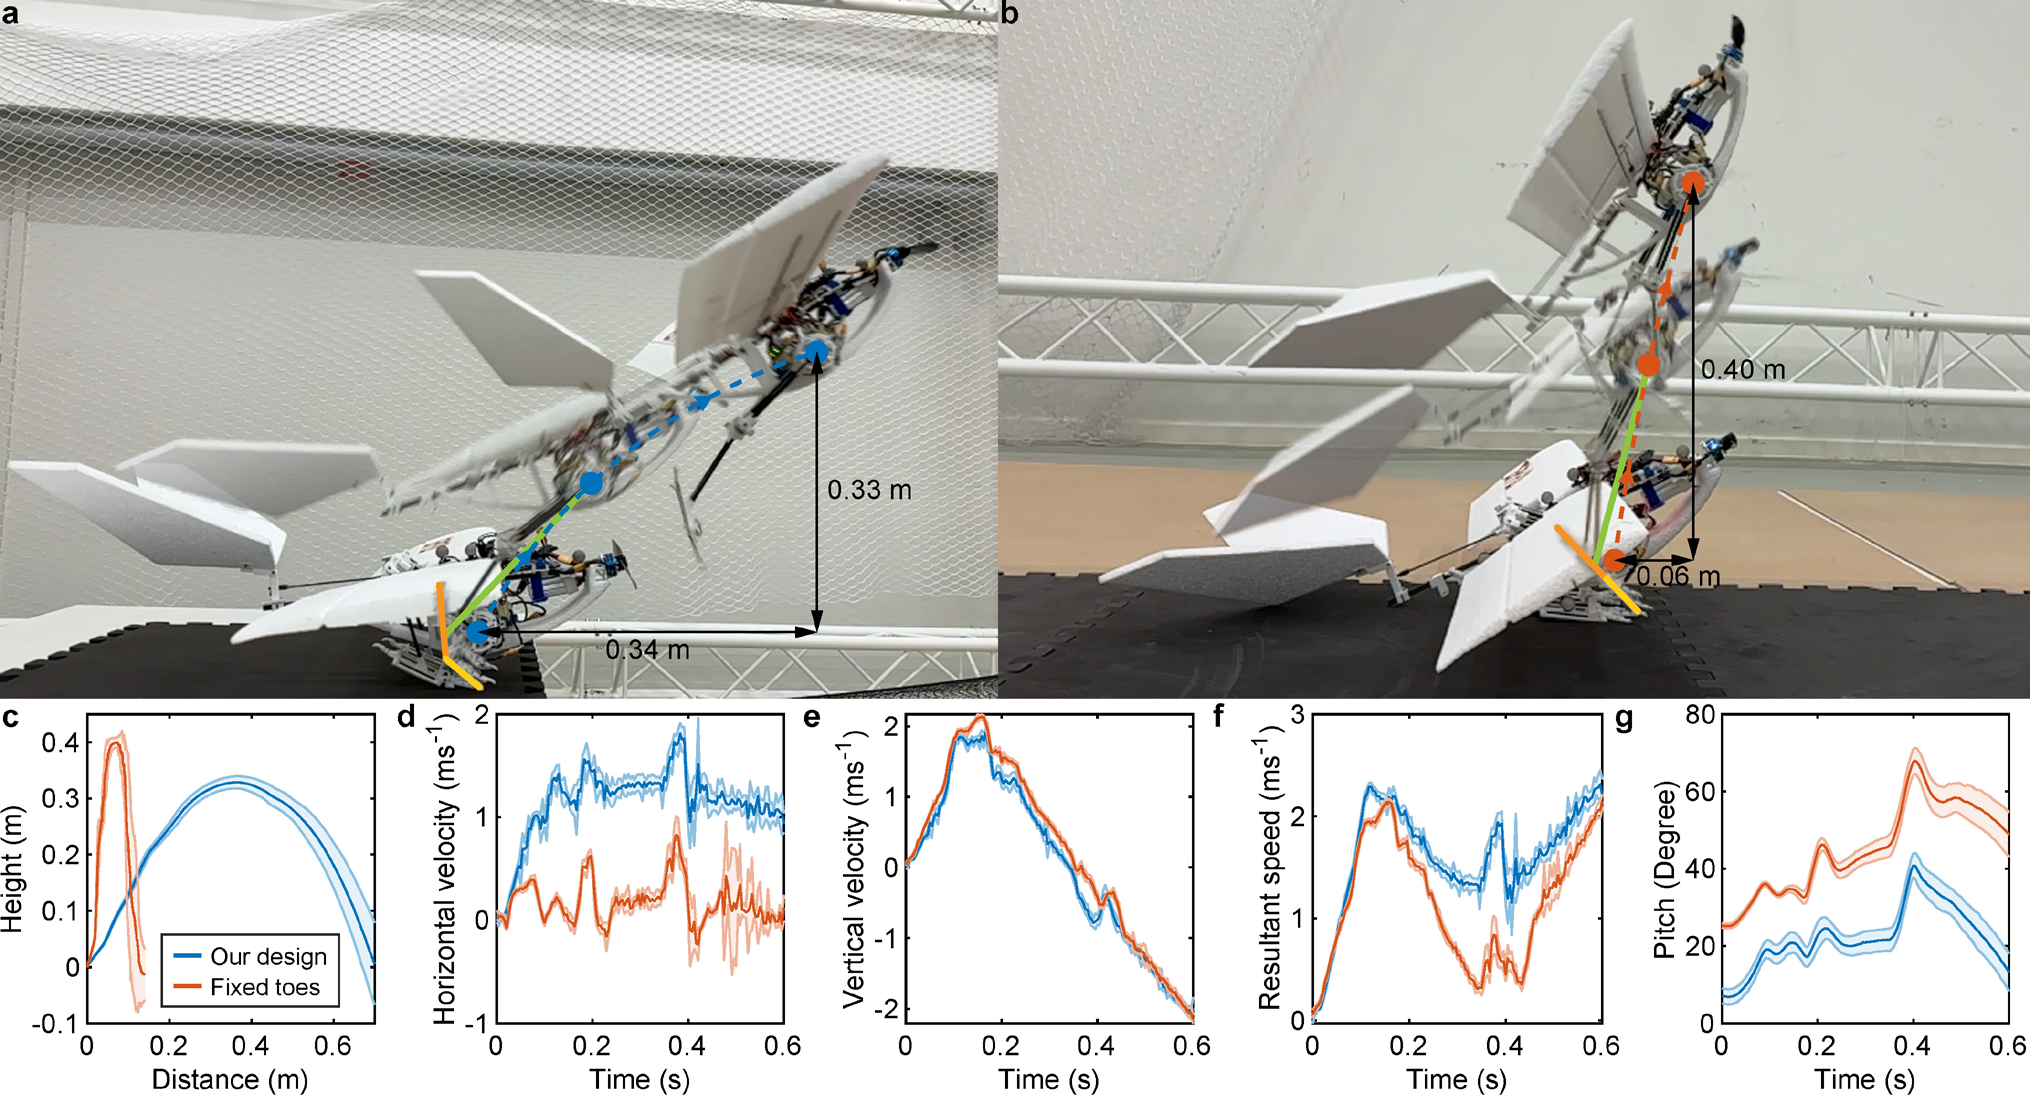 a
b
0.33 m
0.34 m
0.40 m
0.06 m
c
Height (m)
0.4
0.3
0.2
0.1
0
-0.1
0
0.2
0.4
0.6
Distance (m)
Our design
Fixed toes
d
Horizontal velocity (ms⁻¹)
2
1
0
-1
0
0.2
0.4
0.6
Time (s)
e
Vertical velocity (ms⁻¹)
2
1
0
-1
-2
0
0.2
0.4
0.6
Time (s)
f
Resultant speed (ms⁻¹)
3
2
1
0
0
0.2
0.4
0.6
Time (s)
g
Pitch (Degree)
80
60
40
20
0
0
0.2
0.4
0.6
Time (s)